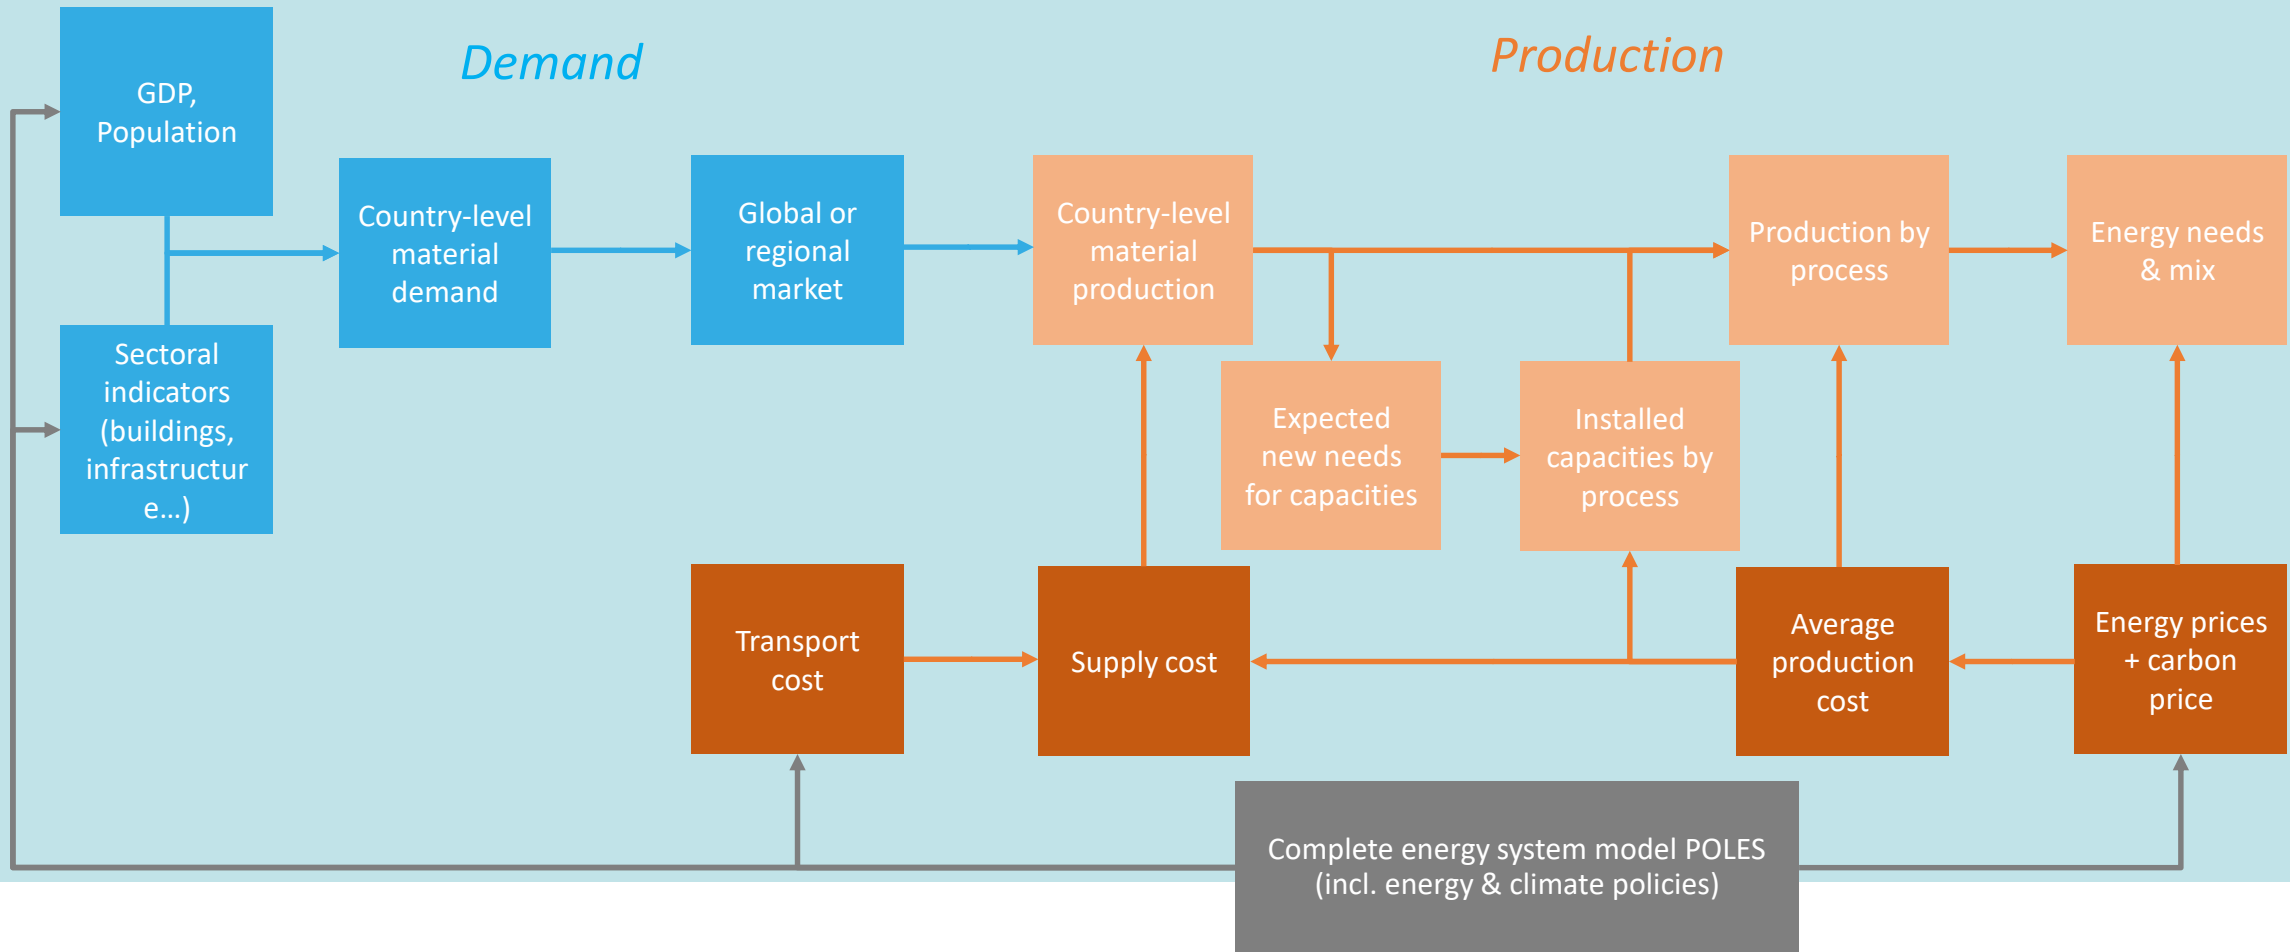 Demand
Production
GDP,
Population
Country-level
material
demand
Global or
regional
market
Country-level
material
production
Production by
process
Energy needs
& mix
Sectoral
indicators
(buildings,
infrastructur
e...)
Expected
new needs
for capacities
Installed
capacities by
process
Transport
cost
Supply cost
Average
production
cost
Energy prices
+ carbon
price
Complete energy system model POLES
(incl. energy & climate policies)